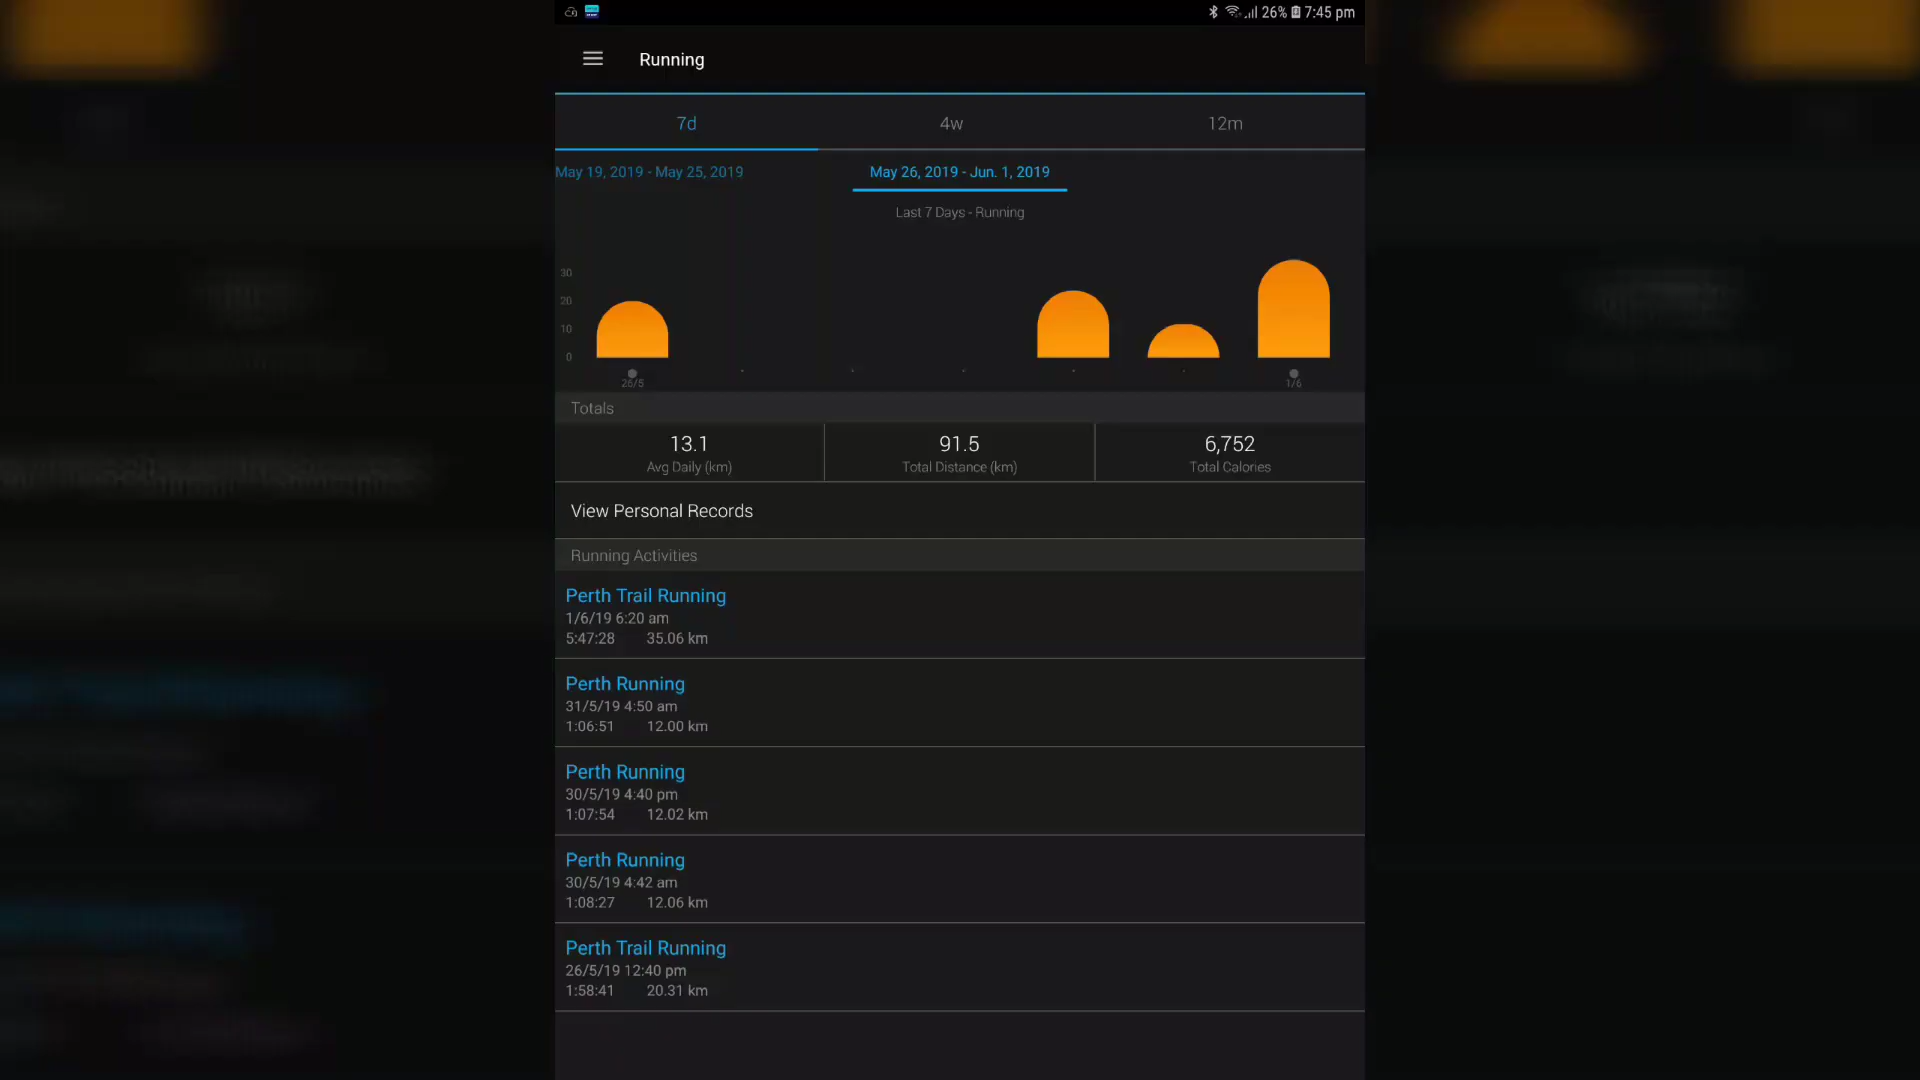 26% 7:45 pm
Running
7d 4w 12m
May 19, 2019 - May 25, 2019 May 26, 2019 - Jun. 1, 2019
Last 7 Days - Running
30
20
10
0
26/5 1/6
Totals
13.1 91.5 6,752
Avg Daily (km) Total Distance (km) Total Calories
View Personal Records
Running Activities
Perth Trail Running
1/6/19 6:20 am
5:47:28 35.06 km
Perth Running
31/5/19 4:50 am
1:06:51 12.00 km
Perth Running
30/5/19 4:40 pm
1:07:54 12.02 km
Perth Running
30/5/19 4:42 am
1:08:27 12.06 km
Perth Trail Running
26/5/19 12:40 pm
1:58:41 20.31 km